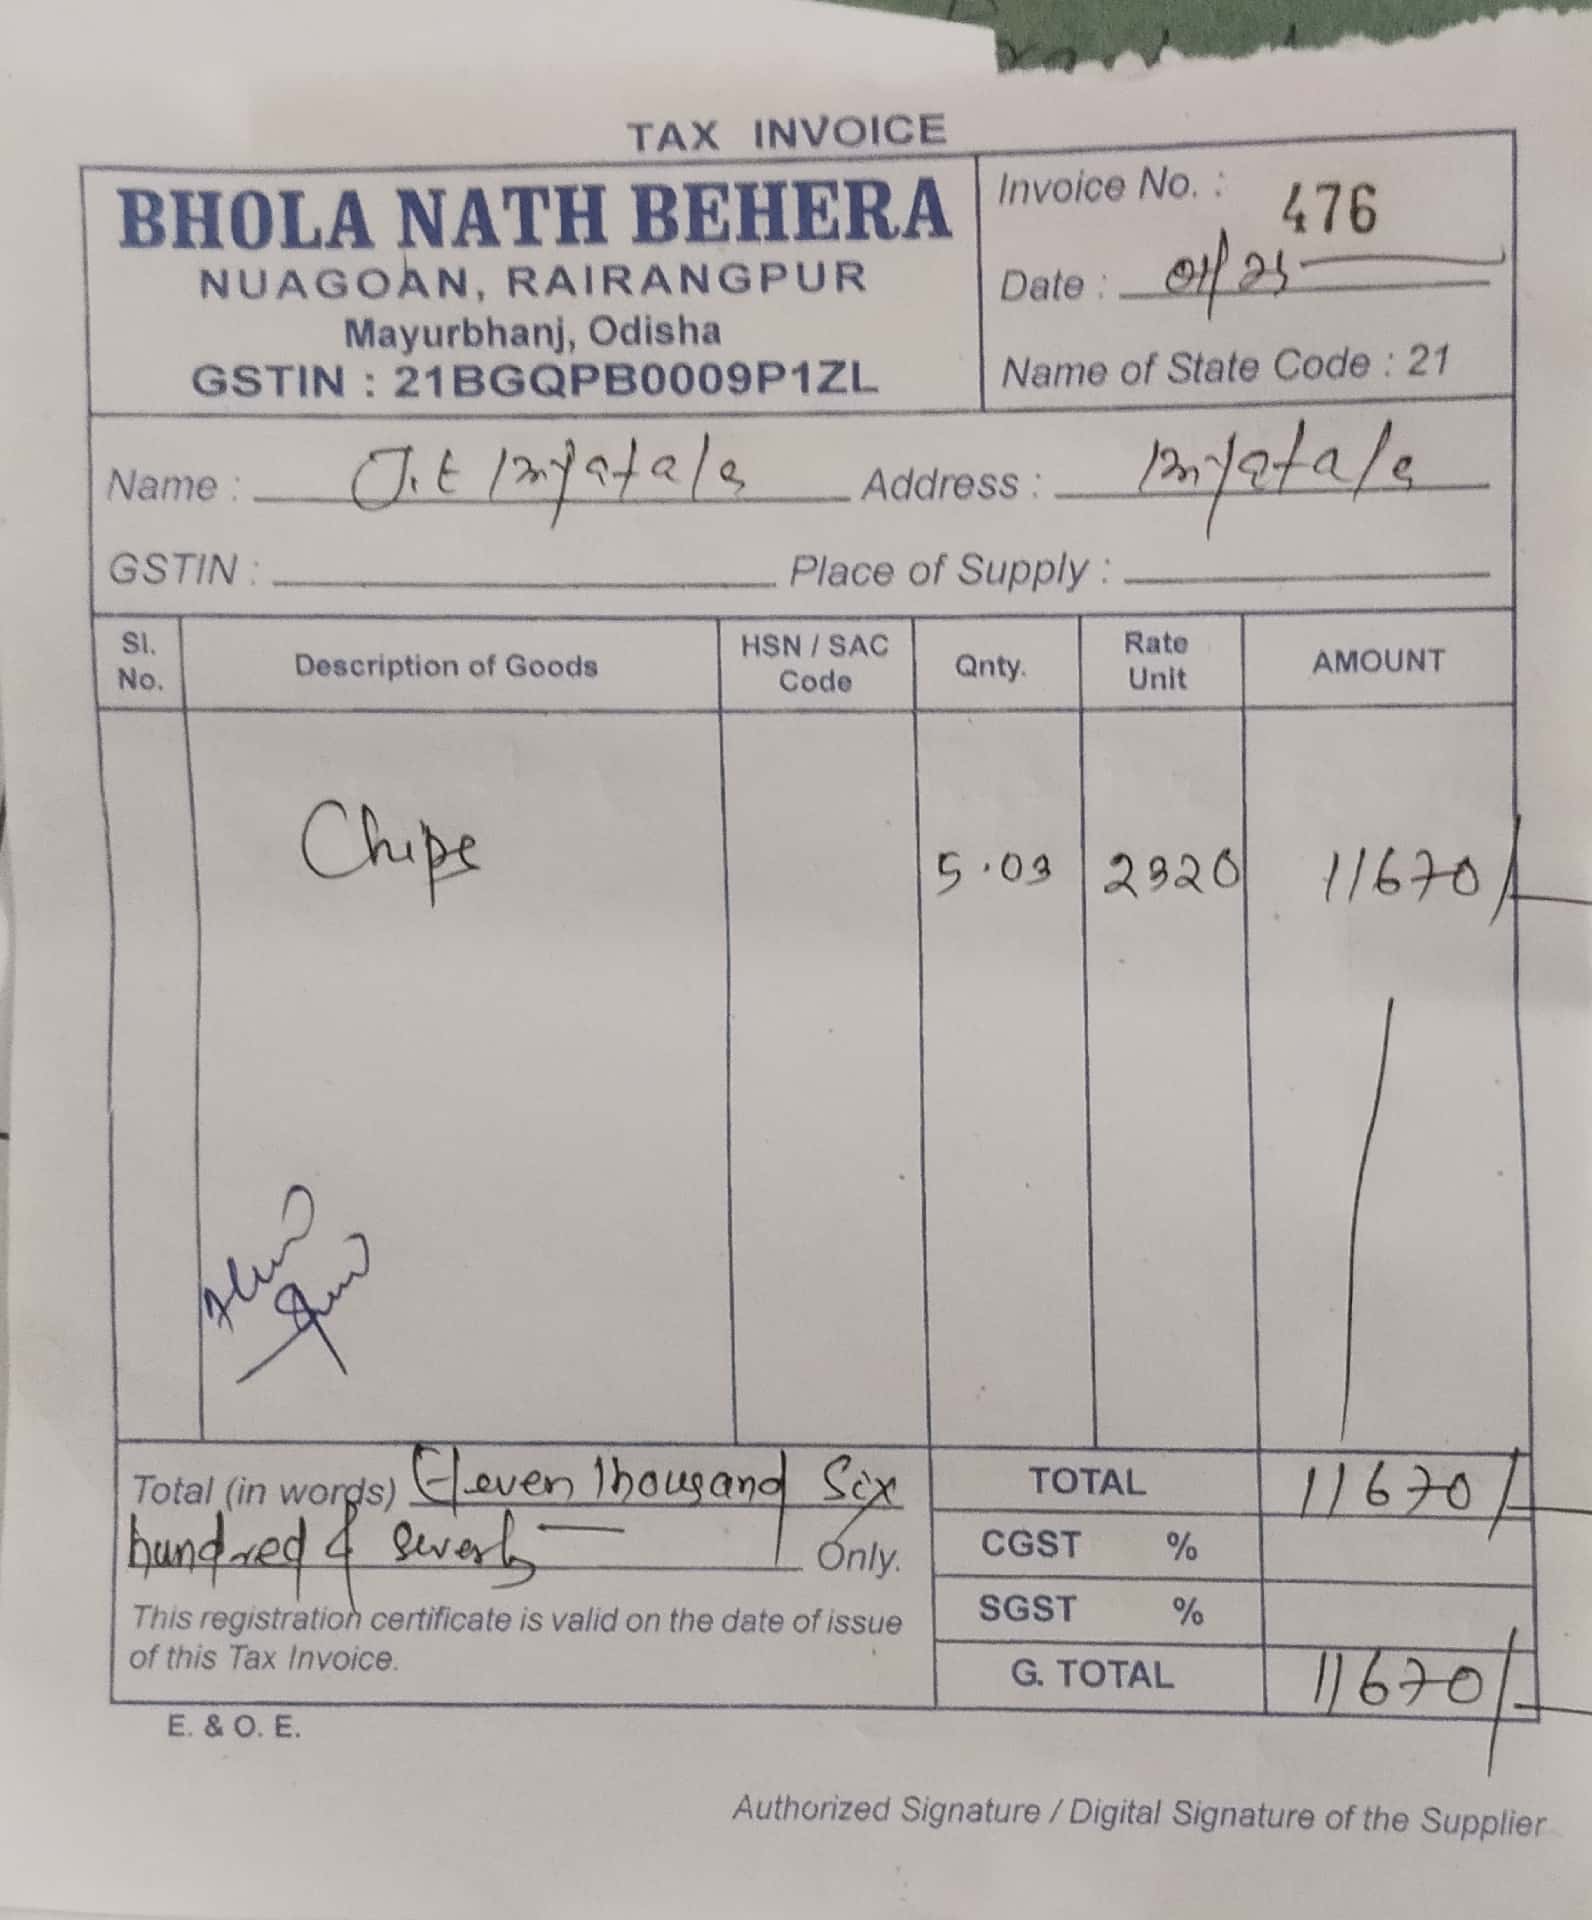 TAX INVOICE
BHOLA NATH BEHERA
NUAGOAN, RAIRANGPUR
Mayurbhanj, Odisha
GSTIN : 21BGQPB0009P1ZL
Invoice No. : 476
Date : 01/25
Name of State Code : 21
Name : J.E
Address :
GSTIN :
Place of Supply :
Sl. No. Description of Goods HSN / SAC Code Qnty. Rate Unit AMOUNT
Chips 5.03 2320 11670/-
Total (in words) Eleven thousand Six
hundred & seventy Only.
This registration certificate is valid on the date of issue
of this Tax Invoice.
TOTAL 11670/-
CGST %
SGST %
G. TOTAL 11670/-
E. & O. E.
Authorized Signature / Digital Signature of the Supplier